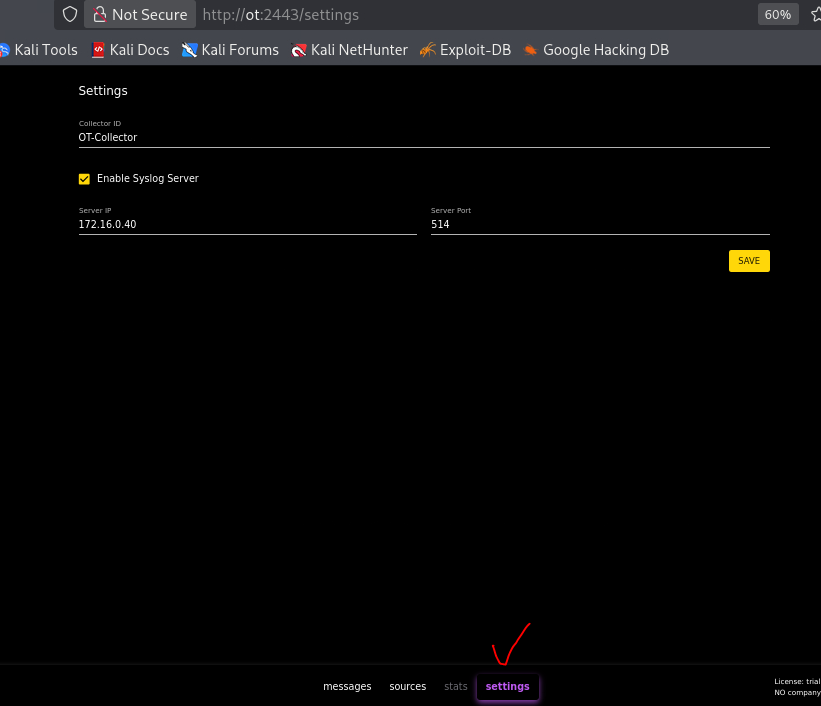 Not Secure http://ot:2443/settings 60%
Kali Tools Kali Docs Kali Forums Kali NetHunter Exploit-DB Google Hacking DB
Settings
Collector ID
OT-Collector
Enable Syslog Server
Server IP Server Port
172.16.0.40 514
SAVE
messages sources stats settings
License: trial
NO company